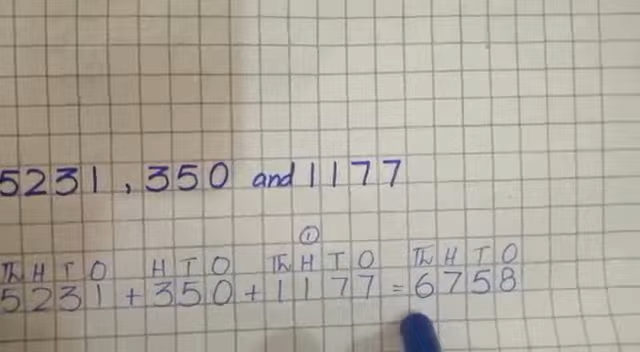 5231, 350 and 1177
①
Th H T O H T O Th H T O Th H T O
5231 + 350 + 1177 = 6758